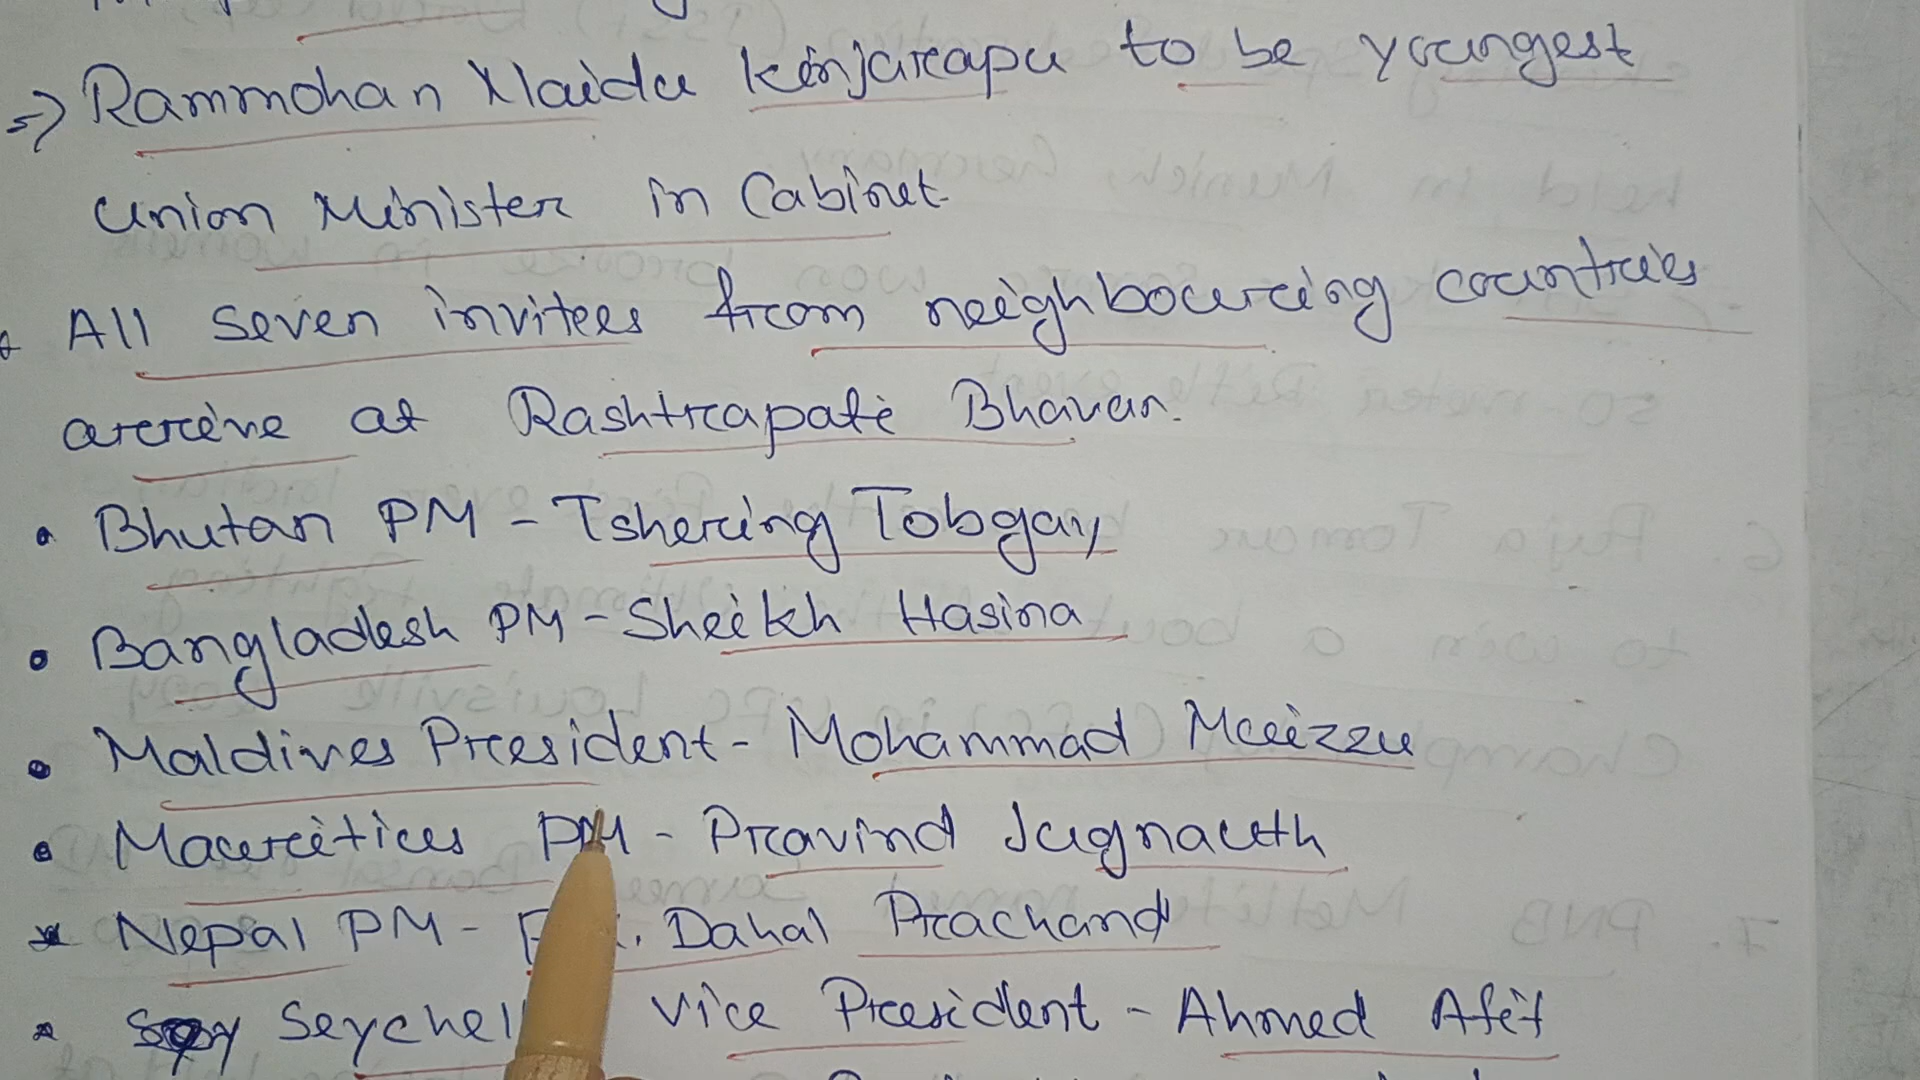 ⇒ Rammohan Naidu Kinjarapu to be youngest
Union Minister in Cabinet.
All seven invitees from neighbouring countries
arrive at Rashtrapati Bhavan.
• Bhutan PM - Tshering Tobgay
• Bangladesh PM - Sheikh Hasina
• Maldives President - Mohammad Muizzu
• Mauritius PM - Pravind Jugnauth
* Nepal PM - Dahal Prachand
* Seychell Vice President - Ahmed Afif